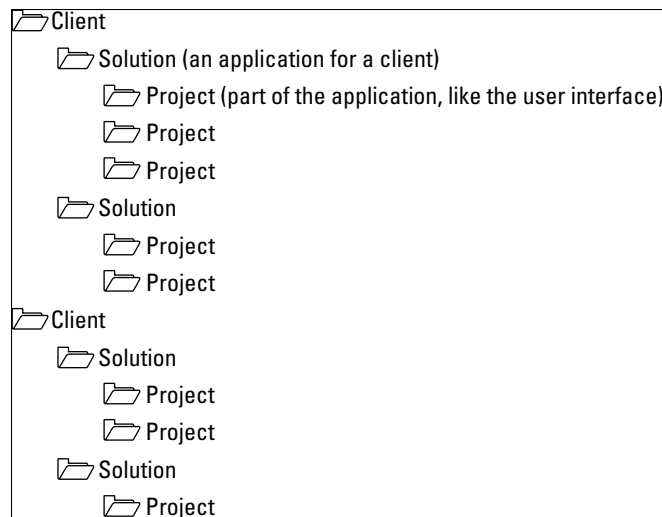 Client
Solution (an application for a client)
Project (part of the application, like the user interface)
Project
Project
Solution
Project
Project
Client
Solution
Project
Project
Solution
Project